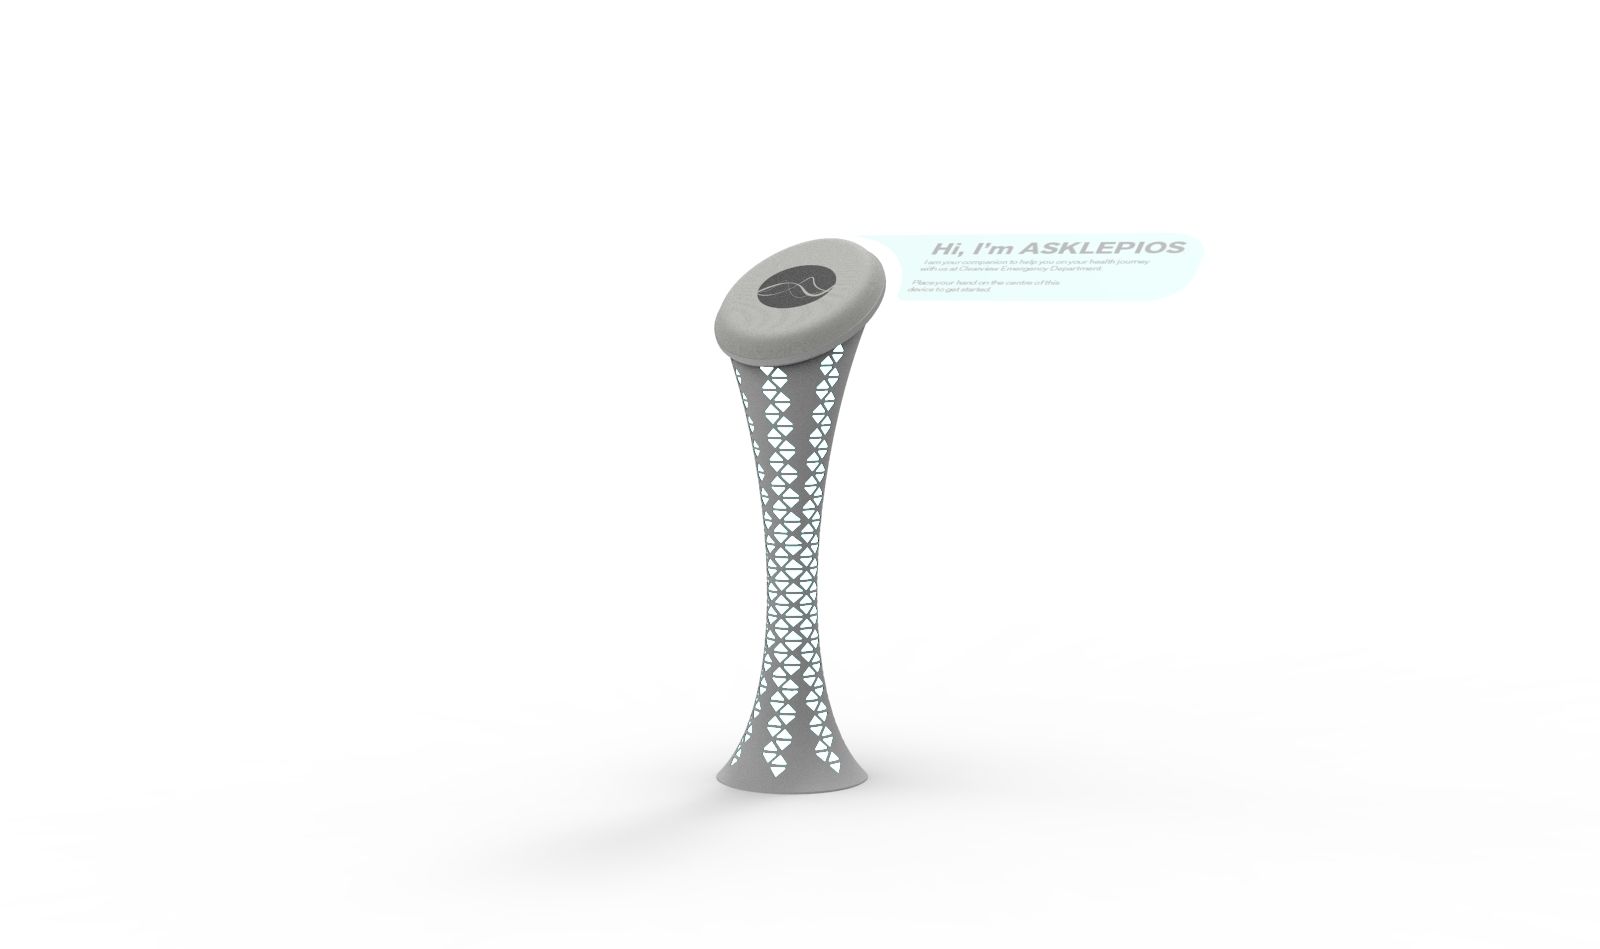 Hi, I'm ASKLEPIOS
I am your companion to help you on your health journey
with us at Clearview Emergency Department.
Place your hand on the centre of this
device to get started.